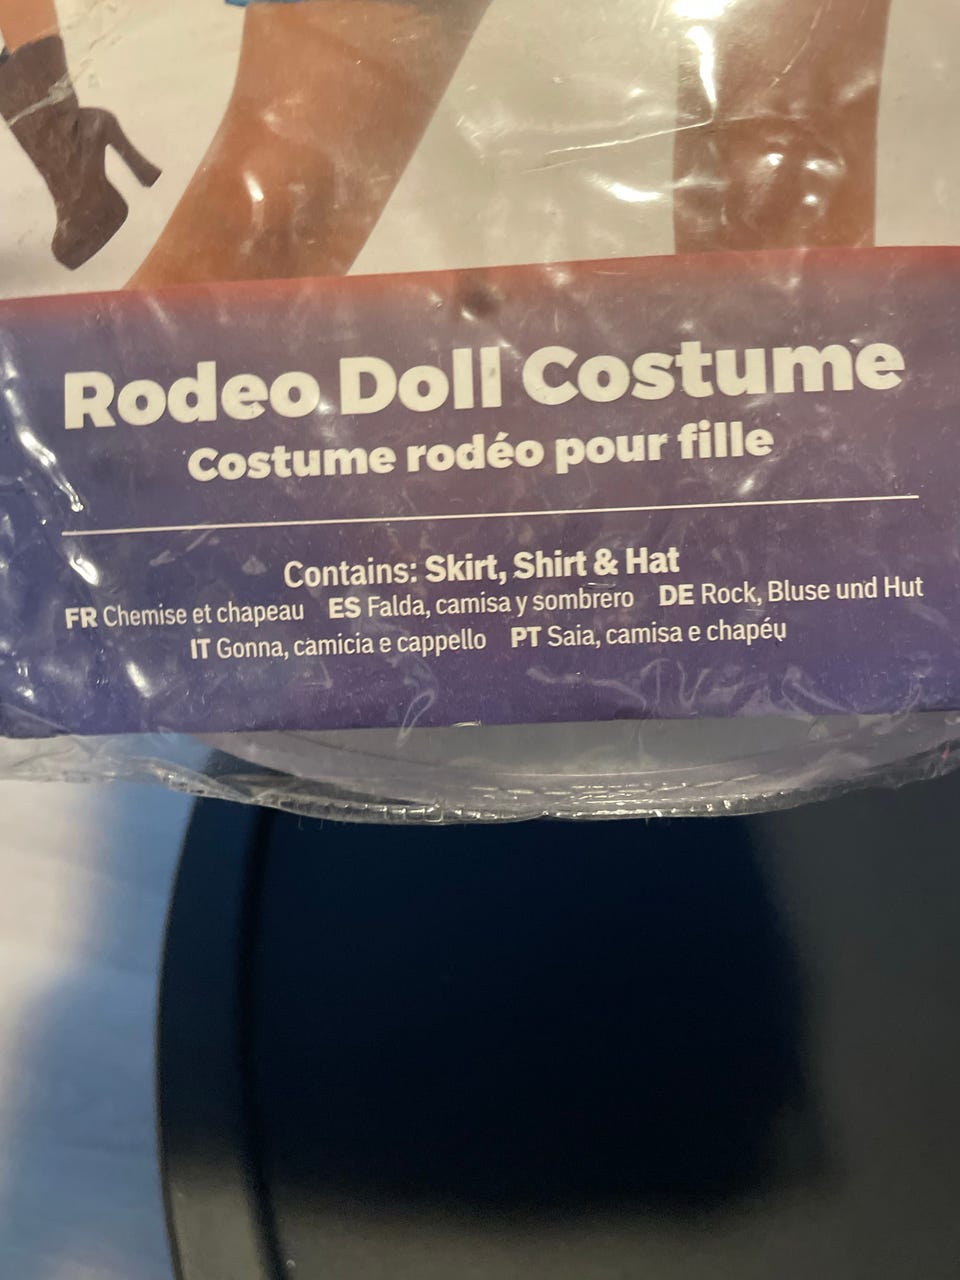 Rodeo Doll Costume
Costume rodéo pour fille
Contains: Skirt, Shirt & Hat
FR Chemise et chapeau ES Falda, camisa y sombrero DE Rock, Bluse und Hut
IT Gonna, camicia e cappello PT Saia, camisa e chapéu